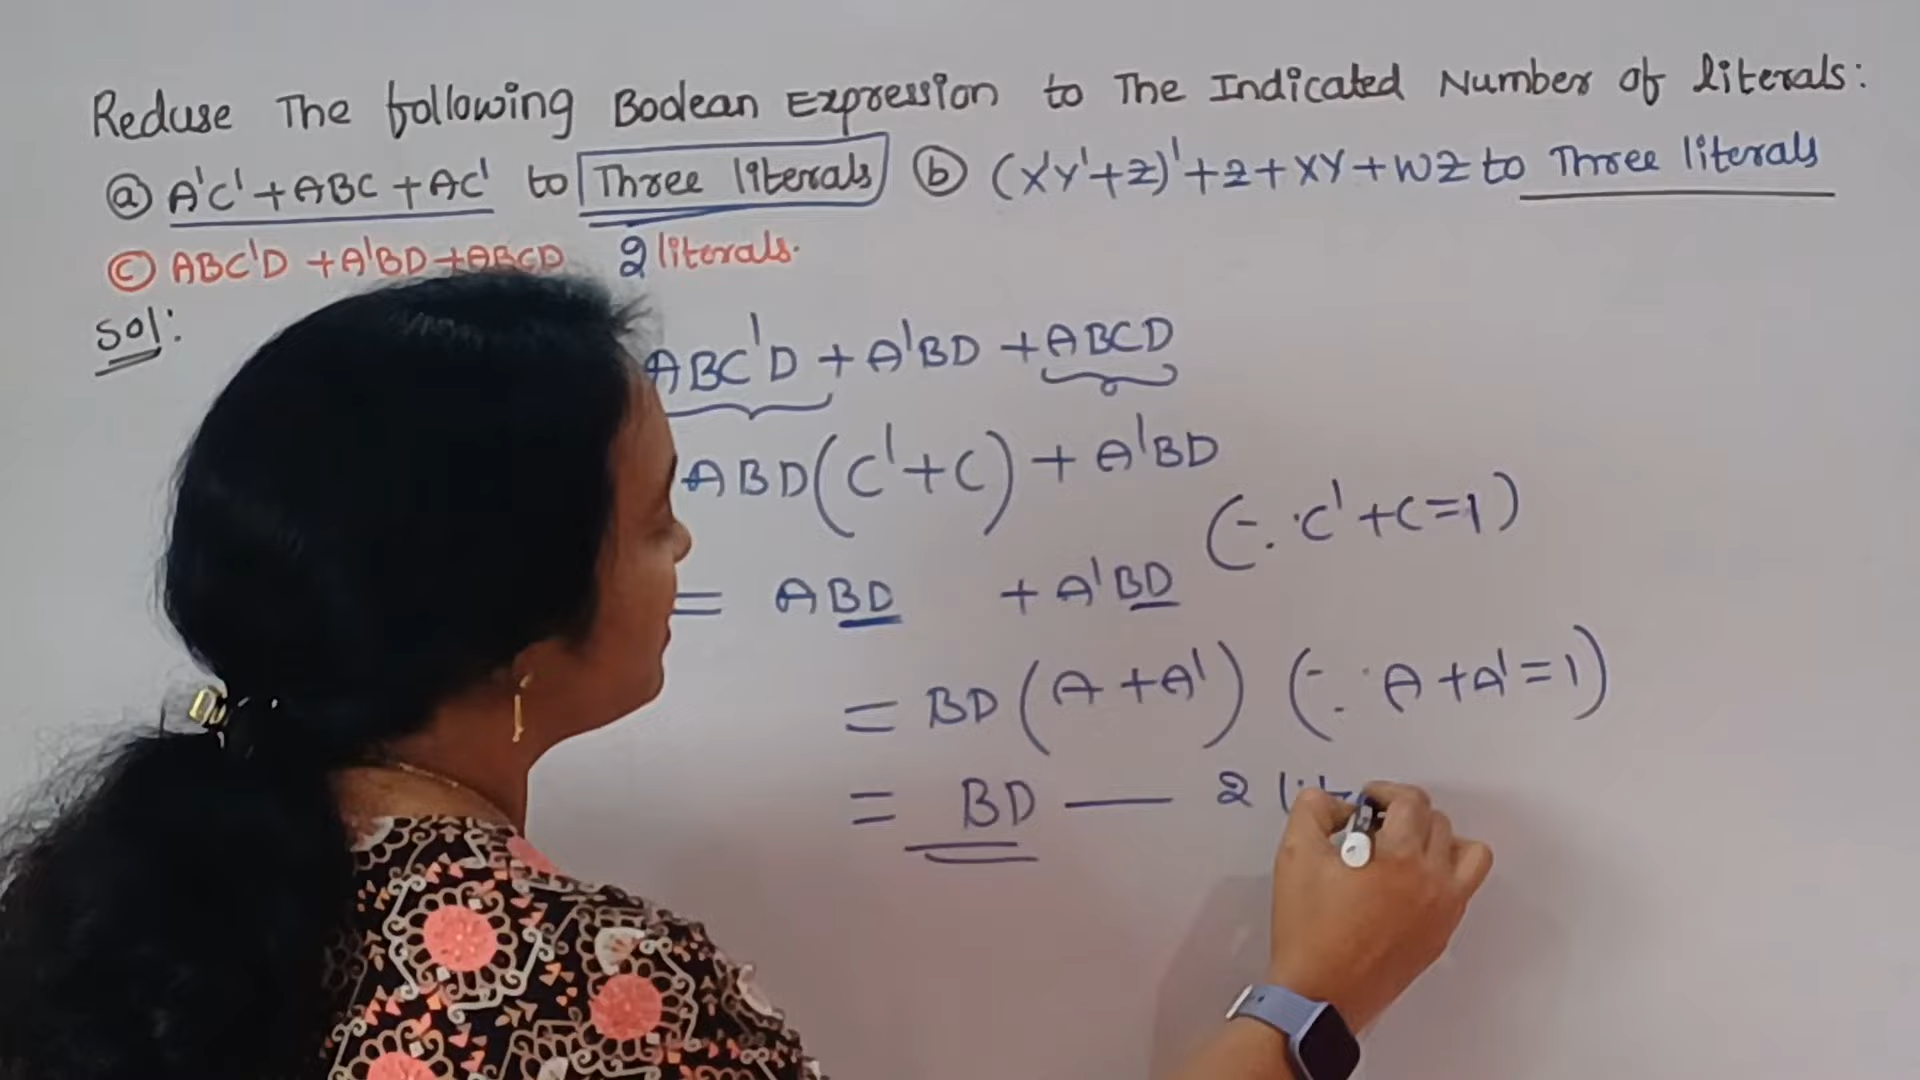 Reduse The following Boolean Expression to The Indicated Number of literals:
ⓐ A'C' + ABC + AC' to Three literals ⓑ (X'Y'+Z)'+Z+XY+WZ to Three literals
ⓒ ABC'D + A'BD + ABCD 2 literals.
Sol:
ABC'D + A'BD + ABCD
ABD(C'+C) + A'BD
(∵ C'+C=1)
= ABD + A'BD
= BD(A+A') (∵ A+A'=1)
= BD — 2 lit